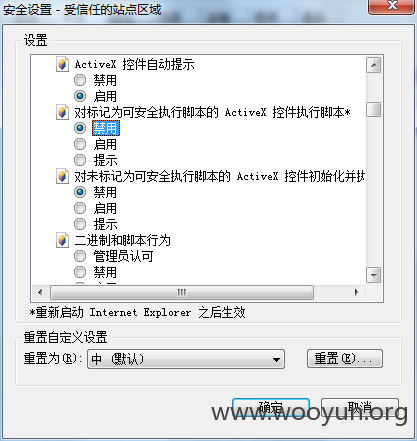 安全设置 - 受信任的站点区域
设置
ActiveX 控件自动提示
禁用
启用
对标记为可安全执行脚本的 ActiveX 控件执行脚本*
禁用
启用
提示
对未标记为可安全执行脚本的 ActiveX 控件初始化并执
禁用
启用
提示
二进制和脚本行为
管理员认可
禁用
*重新启动 Internet Explorer 之后生效
重置自定义设置
重置为(R): 中 (默认) 重置(E)...
确定 取消
www.wooyun.org